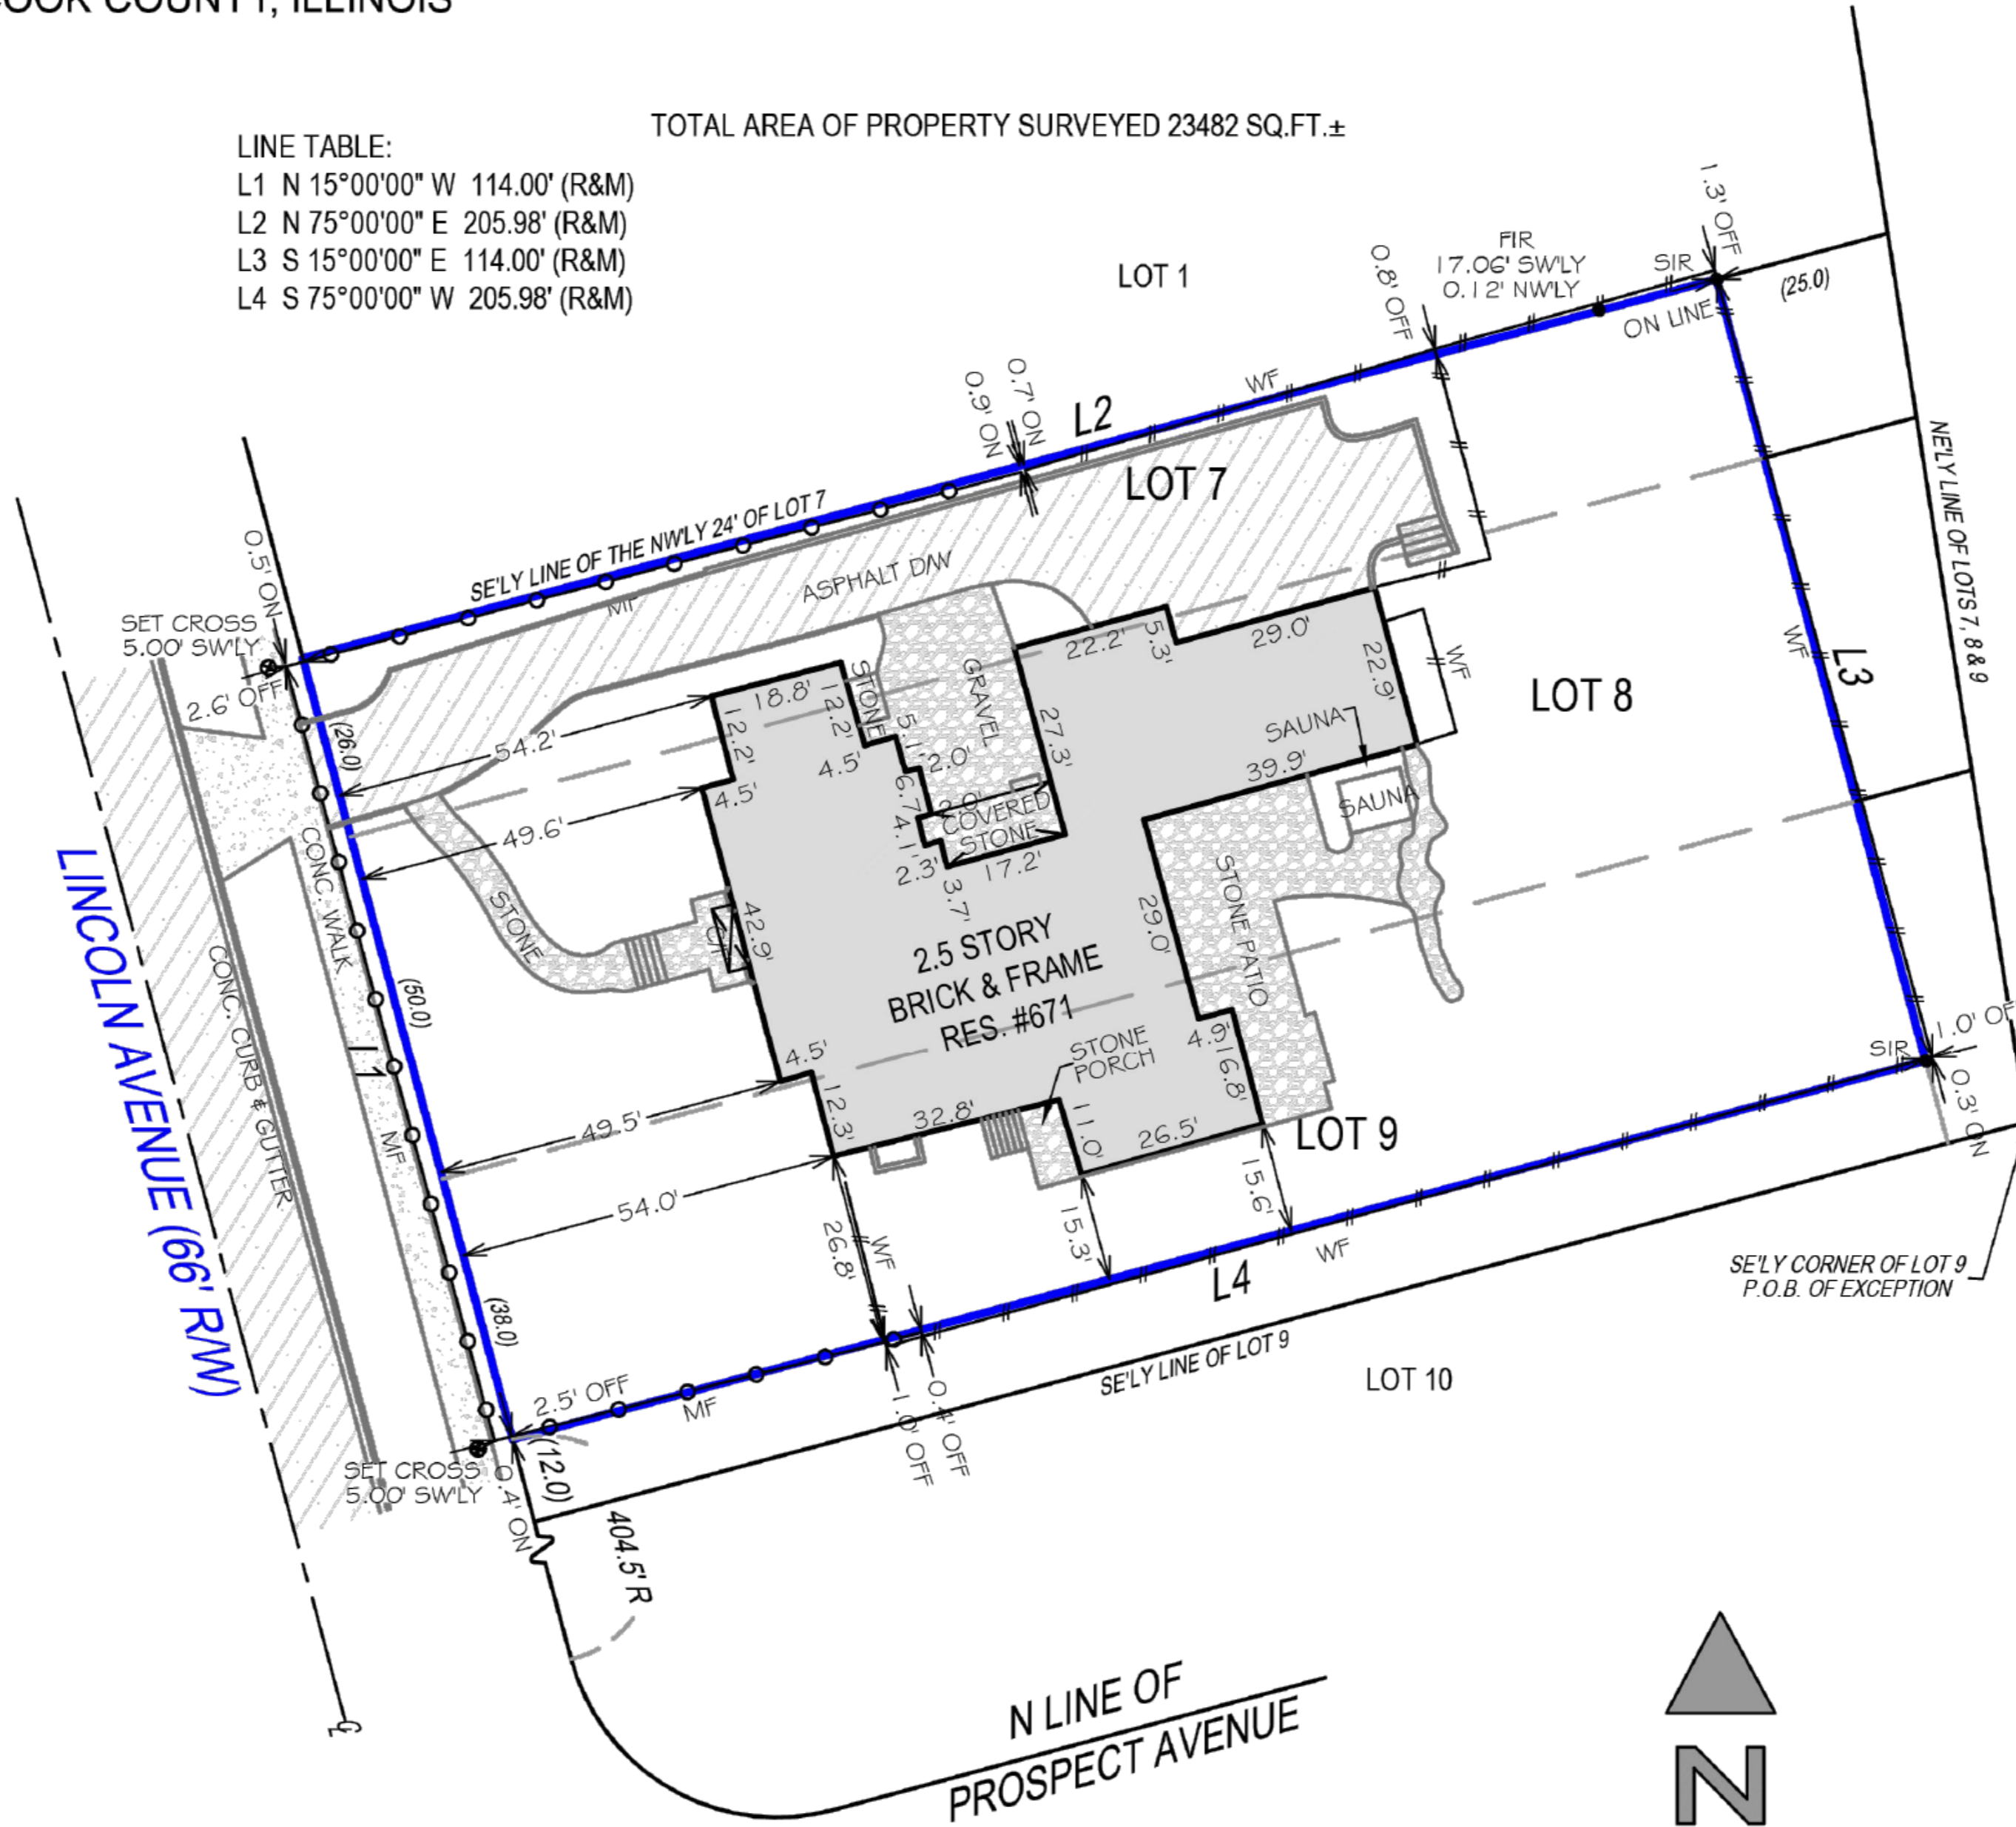 COOK COUNTY, ILLINOIS
TOTAL AREA OF PROPERTY SURVEYED 23482 SQ.FT.±
LINE TABLE:
L1 N 15°00'00" W 114.00' (R&M)
L2 N 75°00'00" E 205.98' (R&M)
L3 S 15°00'00" E 114.00' (R&M)
L4 S 75°00'00" W 205.98' (R&M)
LOT 1
FIR
17.06' SW'LY
0.12' NW'LY
SIR
1.3' OFF
0.8' OFF
ON LINE
(25.0)
0.9' ON
0.7' ON
L2
WF
LOT 7
SE'LY LINE OF THE NW'LY 24' OF LOT 7
MF
ASPHALT D/W
0.5' ON
SET CROSS
5.00' SW'LY
2.6' OFF
(26.0)
54.2'
49.6'
18.8'
12.2'
12.2'
4.5'
4.5'
STONE
5.1'
2.0'
6.7'
2.0'
4.1'
2.3'
3.7'
17.2'
GRAVEL
COVERED
STONE
27.3'
22.2'
5.3'
29.0'
22.9'
WF
SAUNA
SAUNA
39.9'
LOT 8
WF
L3
NE'LY LINE OF LOTS 7, 8 & 9
LINCOLN AVENUE (66' R/W)
CONC. CURB & GUTTER
CONC. WALK
L1
MF
(50.0)
STONE
42.9'
2.5 STORY
BRICK & FRAME
RES. #671
29.0'
STONE PATIO
4.9'
16.8'
STONE
PORCH
4.5'
12.3'
32.8'
11.0'
26.5'
49.5'
54.0'
(38.0)
26.8'
WF
15.3'
15.6'
LOT 9
SIR
1.0' OF
0.3' ON
L4
WF
2.5' OFF
MF
1.0' OFF
0.4' OFF
SE'LY LINE OF LOT 9
LOT 10
SE'LY CORNER OF LOT 9
P.O.B. OF EXCEPTION
SET CROSS
5.00' SW'LY
0.4' ON
(12.0)
404.5' R
N LINE OF
PROSPECT AVENUE
N